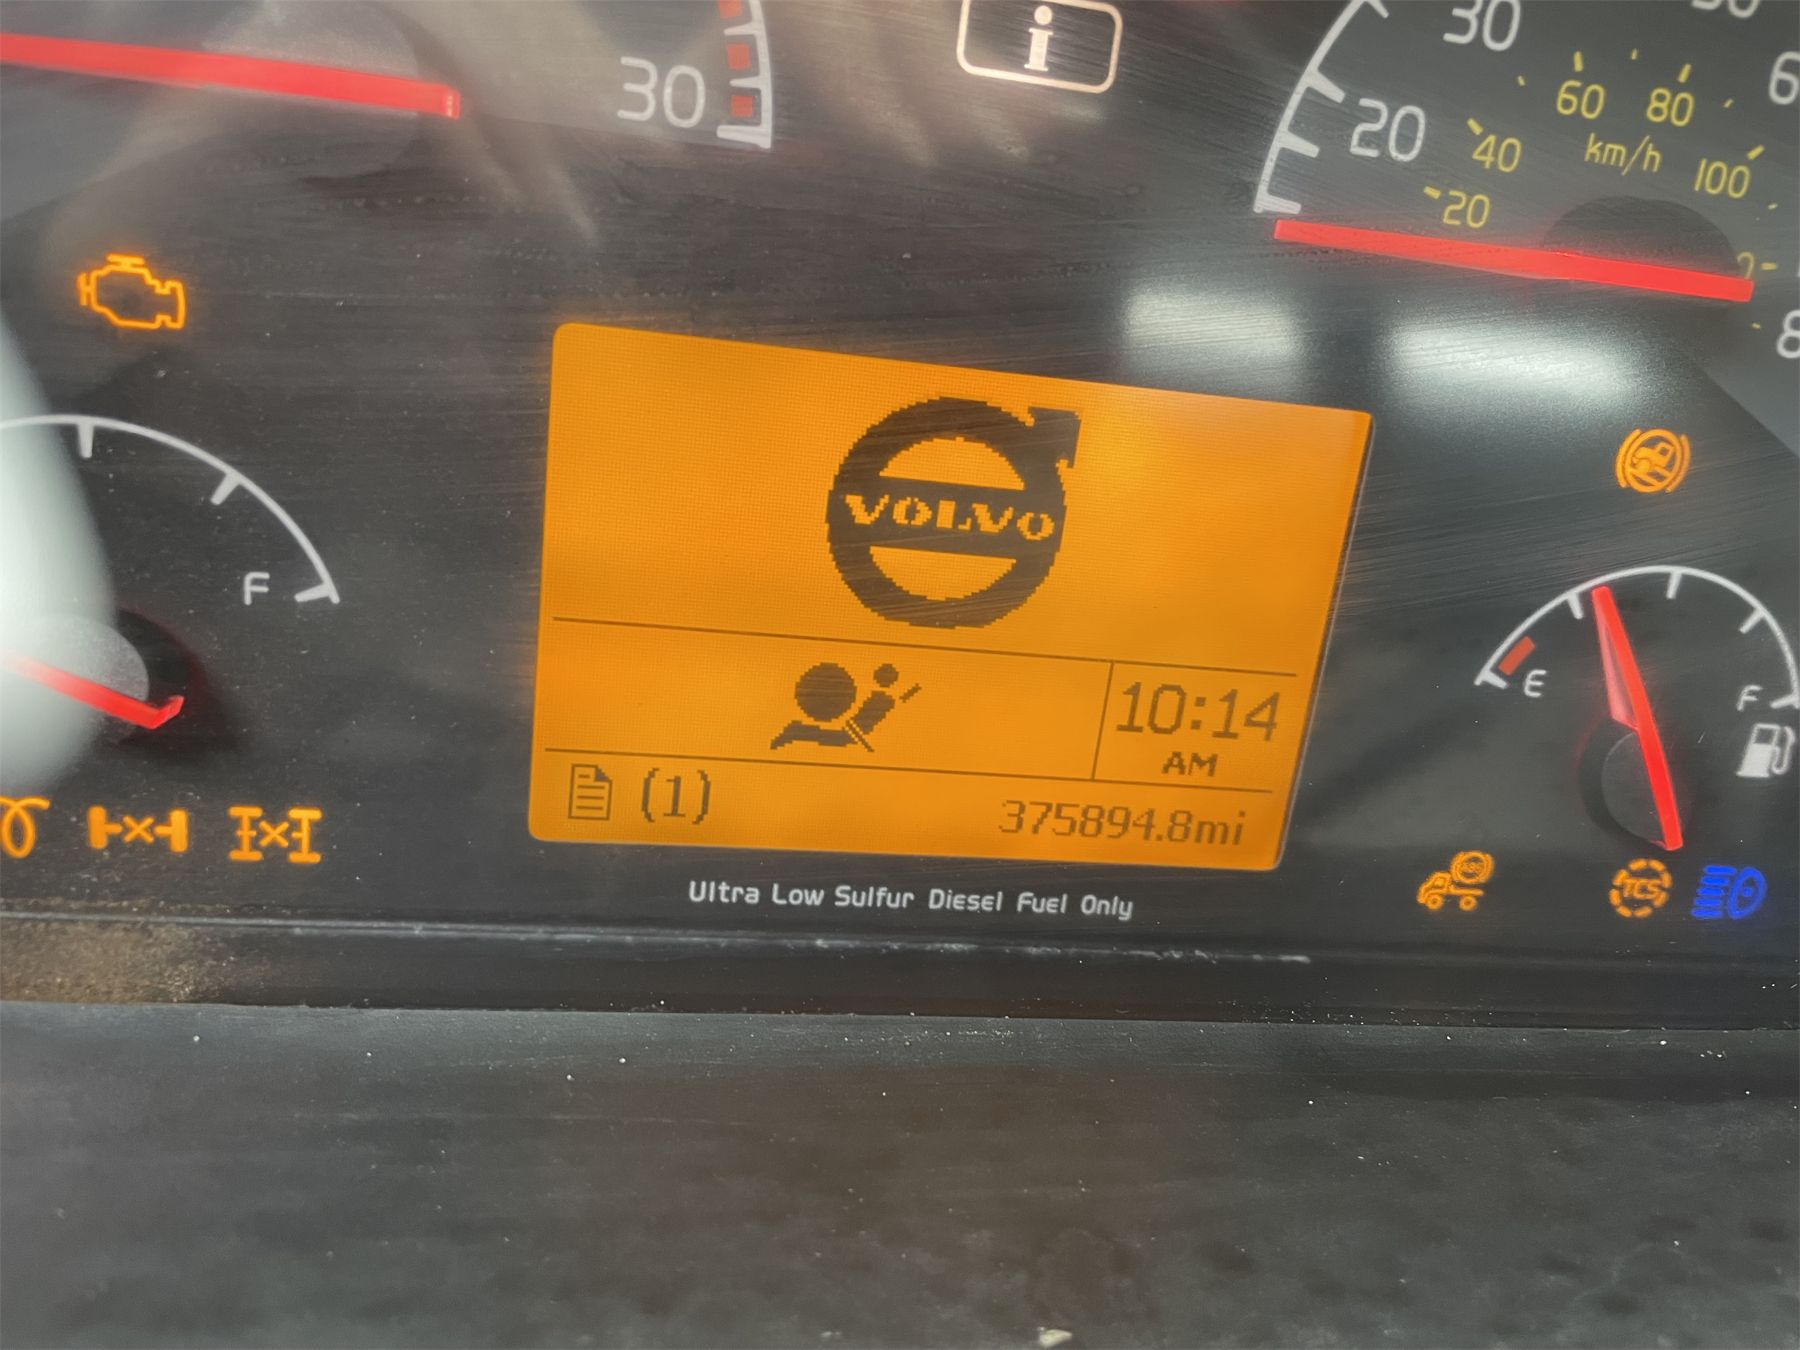 30
30
20
60
80
40
km/h
100
20
F
VOLVO
10:14
AM
E
F
(1)
375894.8mi
TCS
Ultra Low Sulfur Diesel Fuel Only